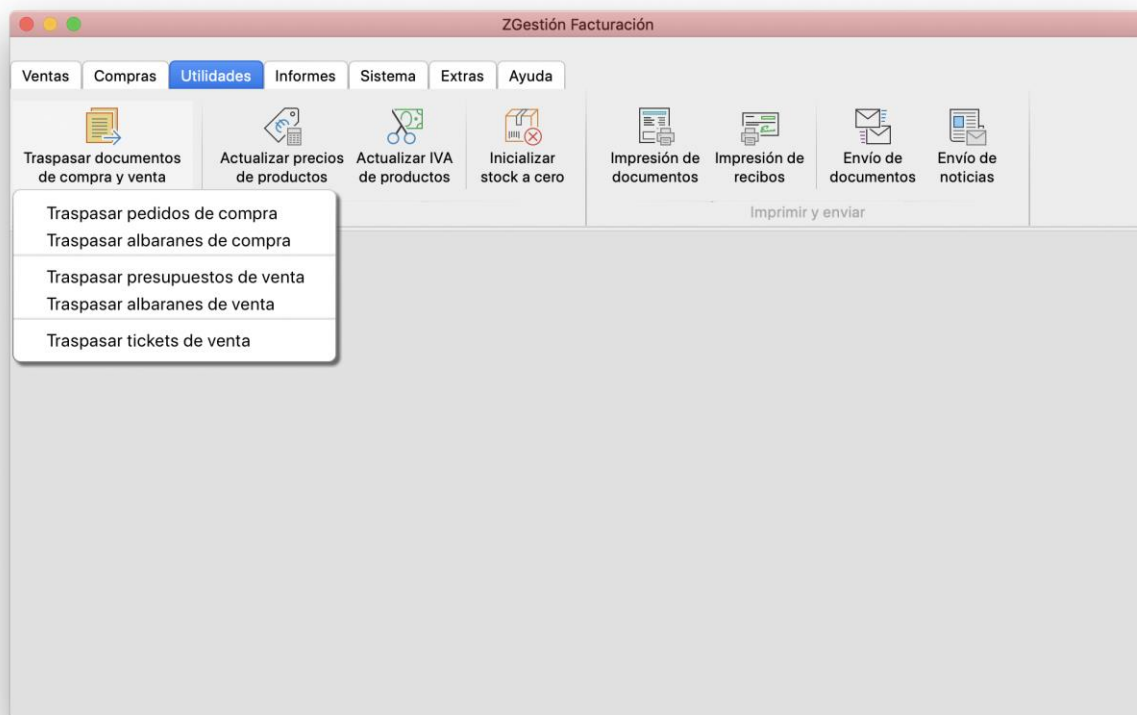 ZGestión Facturación
Ventas Compras Utilidades Informes Sistema Extras Ayuda
Traspasar documentos
de compra y venta
Actualizar precios
de productos
Actualizar IVA
de productos
Inicializar
stock a cero
Impresión de
documentos
Impresión de
recibos
Envío de
documentos
Envío de
noticias
Imprimir y enviar
Traspasar pedidos de compra
Traspasar albaranes de compra
Traspasar presupuestos de venta
Traspasar albaranes de venta
Traspasar tickets de venta